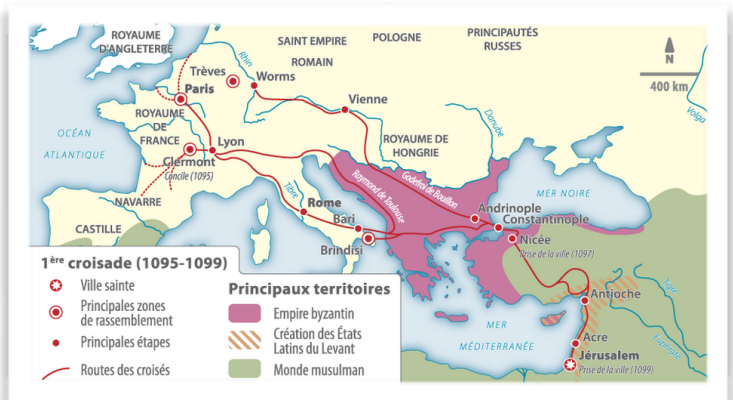 ROYAUME
D'ANGLETERRE
SAINT EMPIRE
ROMAIN
POLOGNE
PRINCIPAUTÉS
RUSSES
N
400 km
Volga
Rhin
Trèves
Worms
Paris
Vienne
Danube
ROYAUME
DE
FRANCE
Lyon
Clermont
Concile (1095)
ROYAUME DE
HONGRIE
OCÉAN
ATLANTIQUE
NAVARRE
CASTILLE
Tibre
Rome
Bari
Brindisi
Raymond de Toulouse
Godefroi de Bouillon
MER NOIRE
Andrinople
Constantinople
Nicée
Prise de la ville (1097)
Antioche
Tigre
Euphrate
MER
MÉDITERRANÉE
Acre
Jérusalem
Prise de la ville (1099)
1ère croisade (1095-1099)
Ville sainte
Principales zones
de rassemblement
Principales étapes
Routes des croisés
Principaux territoires
Empire byzantin
Création des États
Latins du Levant
Monde musulman